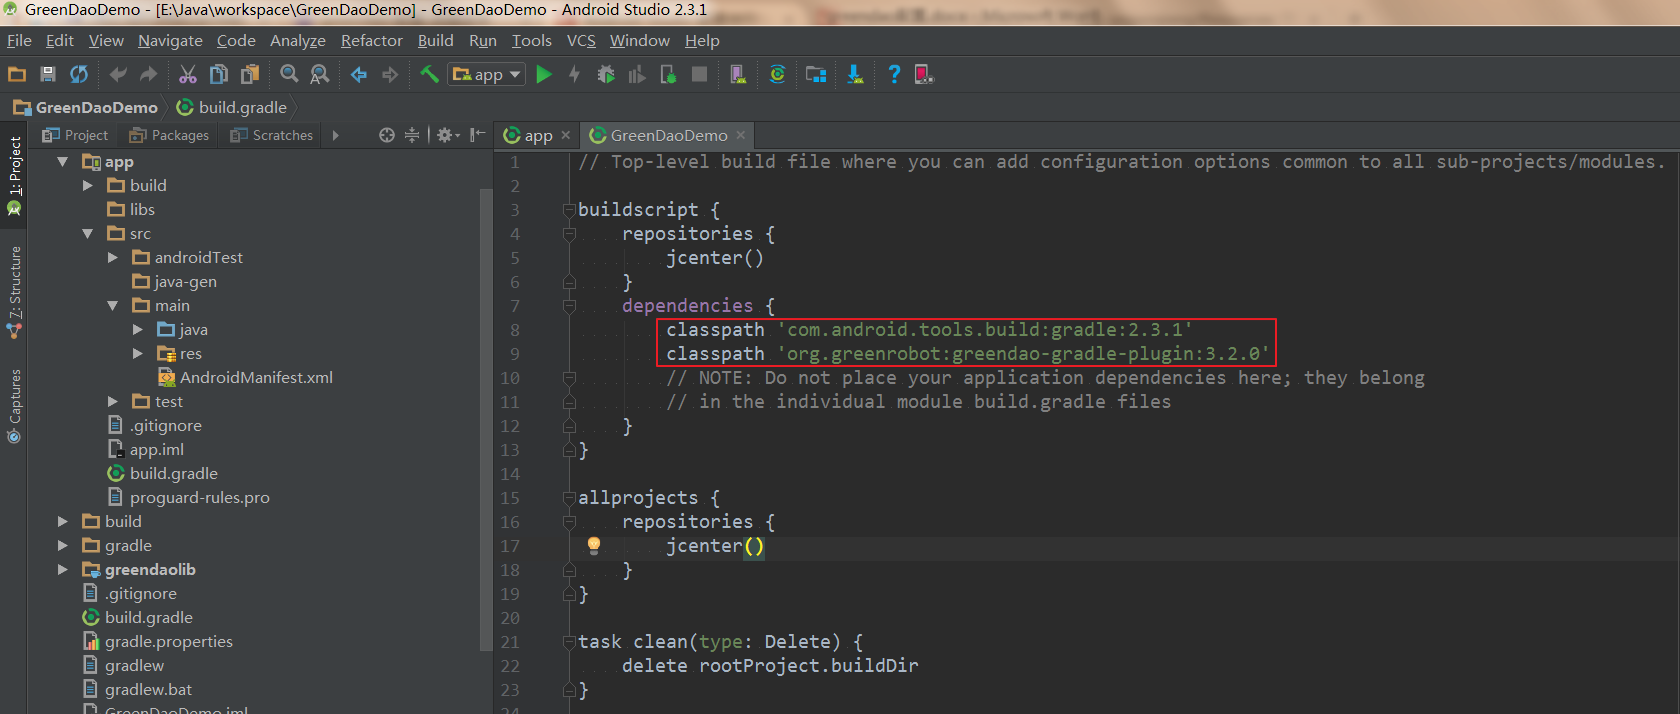 GreenDaoDemo - [E:\Java\workspace\GreenDaoDemo] - GreenDaoDemo - Android Studio 2.3.1
File Edit View Navigate Code Analyze Refactor Build Run Tools VCS Window Help
app
GreenDaoDemo build.gradle
Project Packages Scratches
1: Project
7: Structure
Captures
app
build
libs
src
androidTest
java-gen
main
java
res
AndroidManifest.xml
test
.gitignore
app.iml
build.gradle
proguard-rules.pro
build
gradle
greendaolib
.gitignore
build.gradle
gradle.properties
gradlew
gradlew.bat
GreenDaoDemo.iml
app GreenDaoDemo
1 // Top-level build file where you can add configuration options common to all sub-projects/modules.
2
3 buildscript {
4 repositories {
5 jcenter()
6 }
7 dependencies {
8 classpath 'com.android.tools.build:gradle:2.3.1'
9 classpath 'org.greenrobot:greendao-gradle-plugin:3.2.0'
10 // NOTE: Do not place your application dependencies here; they belong
11 // in the individual module build.gradle files
12 }
13 }
14
15 allprojects {
16 repositories {
17 jcenter()
18 }
19 }
20
21 task clean(type: Delete) {
22 delete rootProject.buildDir
23 }
24